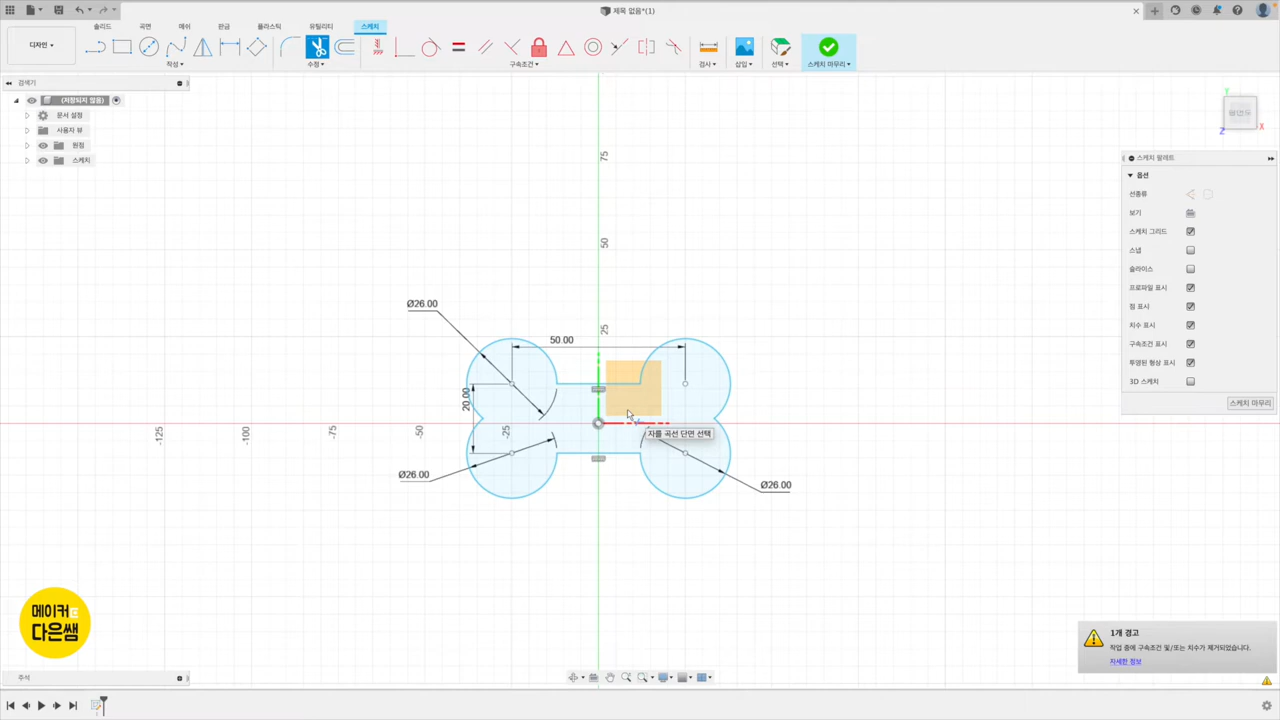 제목 없음*(1)
솔리드 곡면 메쉬 판금 플라스틱 유틸리티 스케치
디자인
작성 수정 구속조건 검사 삽입 선택 스케치 마무리
검색기
(저장되지 않음)
문서 설정
사용자 뷰
원점
스케치
75
50
25
-125
-100
-75
-50
-25
Ø26.00
50.00
20.00
Ø26.00
Ø26.00
자를 곡선 단면 선택
X
Y
Z
스케치 팔레트
옵션
선종류
보기
스케치 그리드
스냅
슬라이스
프로파일 표시
점 표시
치수 표시
구속조건 표시
투영된 형상 표시
3D 스케치
스케치 마무리
메이커
다은쌤
1개 경고
작업 중에 구속조건 및/또는 치수가 제거되었습니다.
자세한 정보
주석